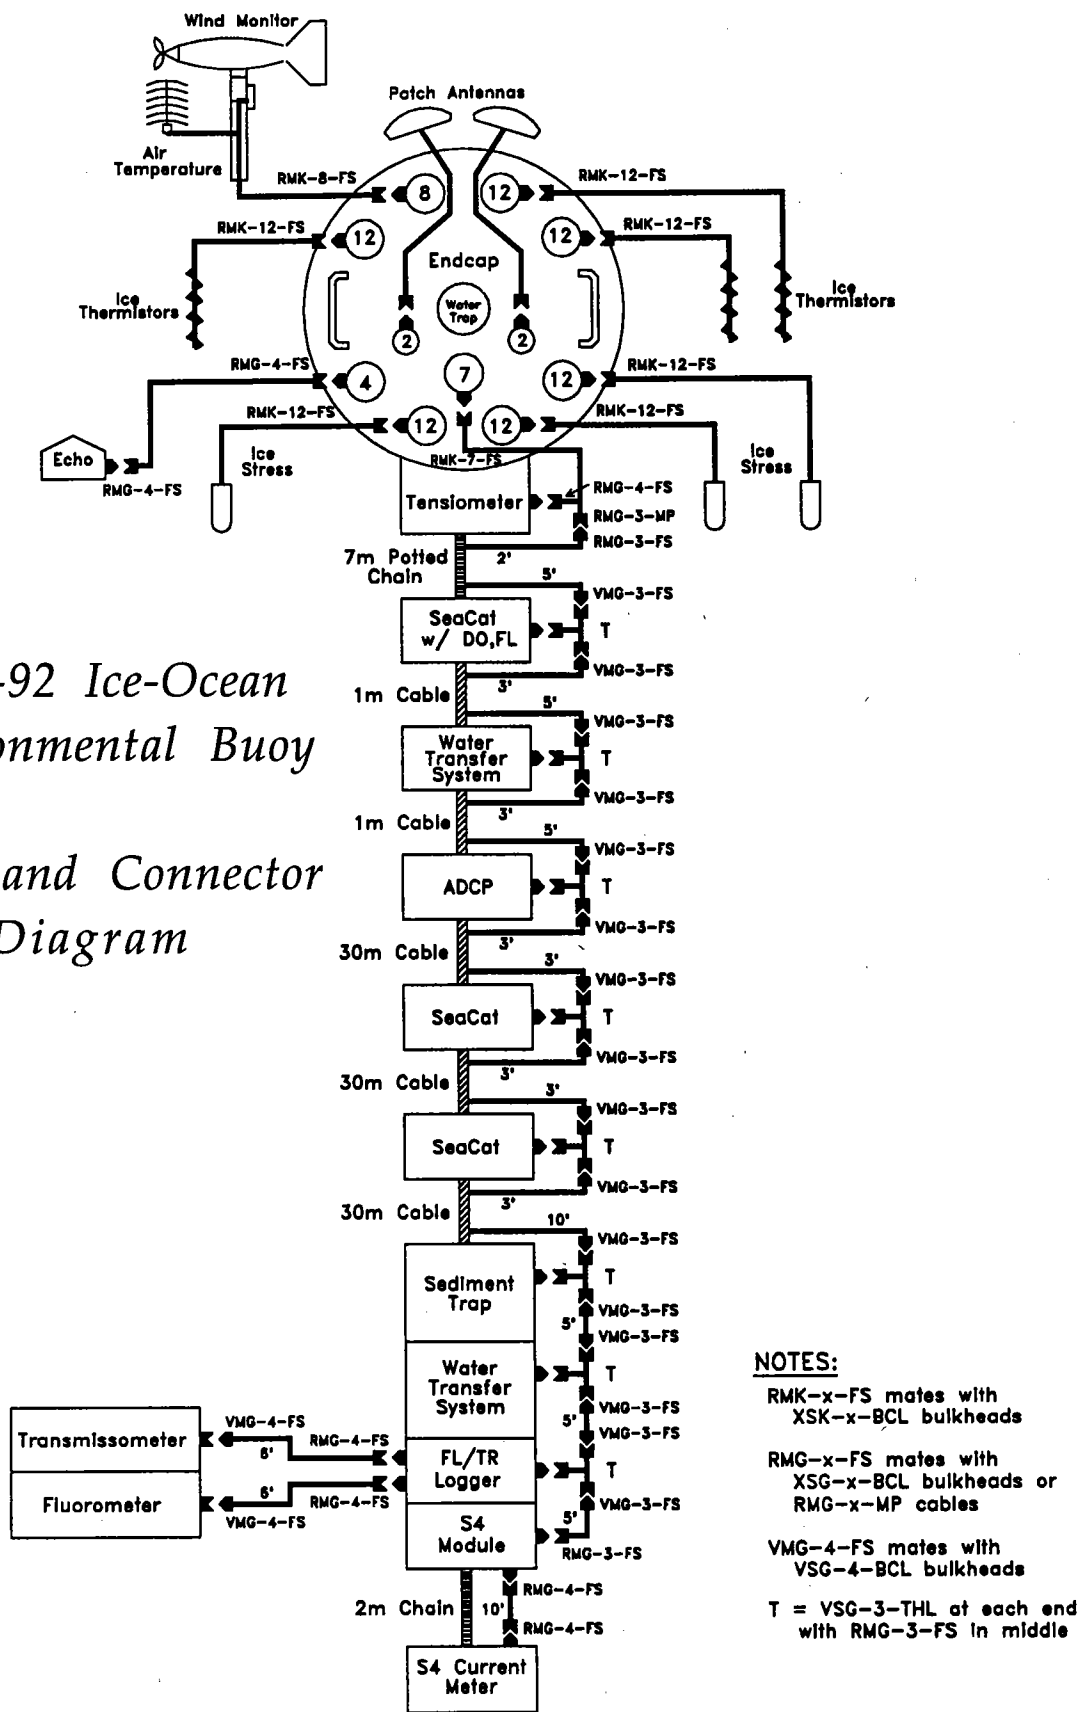 Wind Monitor
Patch Antennas
Air
Temperature
RMK-8-FS
8
12
RMK-12-FS
RMK-12-FS
12
12
RMK-12-FS
Endcap
Ice
Thermistors
Water
Trap
Ice
Thermistors
2
2
RMG-4-FS
4
7
12
RMK-12-FS
RMK-12-FS
12
12
RMK-12-FS
Echo
RMG-4-FS
Ice
Stress
RMK-7-FS
Ice
Stress
Tensiometer
RMG-4-FS
RMG-3-MP
RMG-3-FS
2'
7m Potted
Chain
5'
VMG-3-FS
SeaCat
w/ DO,FL
T
VMG-3-FS
3'
-92 Ice-Ocean
onmental Buoy
and Connector
Diagram
1m Cable
5'
VMG-3-FS
Water
Transfer
System
T
VMG-3-FS
3'
1m Cable
5'
VMG-3-FS
ADCP
T
VMG-3-FS
3'
30m Cable
3'
VMG-3-FS
SeaCat
T
VMG-3-FS
3'
30m Cable
3'
VMG-3-FS
SeaCat
T
VMG-3-FS
3'
30m Cable
10'
VMG-3-FS
Sediment
Trap
T
VMG-3-FS
5'
VMG-3-FS
Water
Transfer
System
T
VMG-3-FS
5'
VMG-3-FS
Transmissometer
VMG-4-FS
6'
RMG-4-FS
FL/TR
Logger
T
Fluorometer
6'
VMG-4-FS
RMG-4-FS
VMG-3-FS
5'
S4
Module
RMG-3-FS
RMG-4-FS
2m Chain
10'
RMG-4-FS
S4 Current
Meter
NOTES:
RMK-x-FS mates with
XSK-x-BCL bulkheads
RMG-x-FS mates with
XSG-x-BCL bulkheads or
RMG-x-MP cables
VMG-4-FS mates with
VSG-4-BCL bulkheads
T = VSG-3-THL at each end
with RMG-3-FS in middle